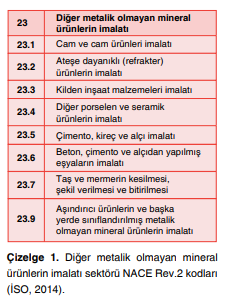 23 Diğer metalik olmayan mineral
ürünlerin imalatı
23.1 Cam ve cam ürünleri imalatı
23.2 Ateşe dayanıklı (refrakter)
ürünlerin imalatı
23.3 Kilden inşaat malzemeleri imalatı
23.4 Diğer porselen ve seramik
ürünlerin imalatı
23.5 Çimento, kireç ve alçı imalatı
23.6 Beton, çimento ve alçıdan yapılmış
eşyaların imalatı
23.7 Taş ve mermerin kesilmesi,
şekil verilmesi ve bitirilmesi
23.9 Aşındırıcı ürünlerin ve başka
yerde sınıflandırılmış metalik
olmayan mineral ürünlerin imalatı
Çizelge 1. Diğer metalik olmayan mineral
ürünlerin imalatı sektörü NACE Rev.2 kodları
(İSO, 2014).